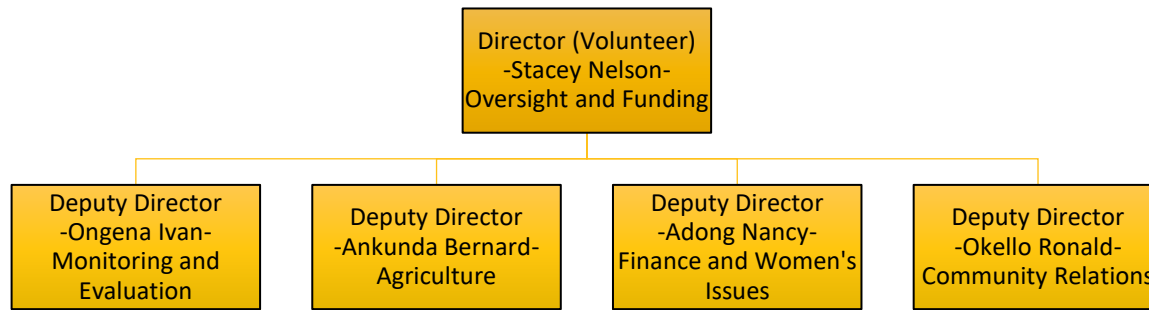 Director (Volunteer)
-Stacey Nelson-
Oversight and Funding
Deputy Director
-Ongena Ivan-
Monitoring and
Evaluation
Deputy Director
-Ankunda Bernard-
Agriculture
Deputy Director
-Adong Nancy-
Finance and Women's
Issues
Deputy Director
-Okello Ronald-
Community Relations